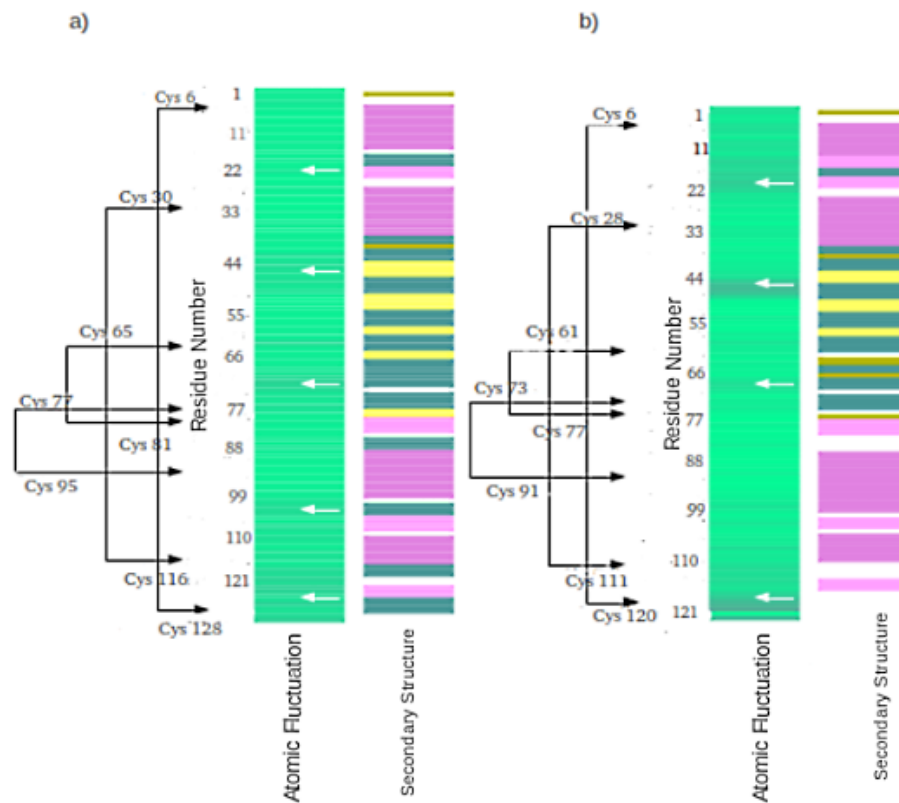 a)
Cys 6
Cys 30
Cys 65
Cys 77
Cys 81
Cys 95
Cys 116
Cys 128
Residue Number
1
11
22
33
44
55
66
77
88
99
110
121
Atomic Fluctuation
Secondary Structure
b)
Cys 6
Cys 28
Cys 61
Cys 73
Cys 77
Cys 91
Cys 111
Cys 120
Residue Number
1
11
22
33
44
55
66
77
88
99
110
121
Atomic Fluctuation
Secondary Structure